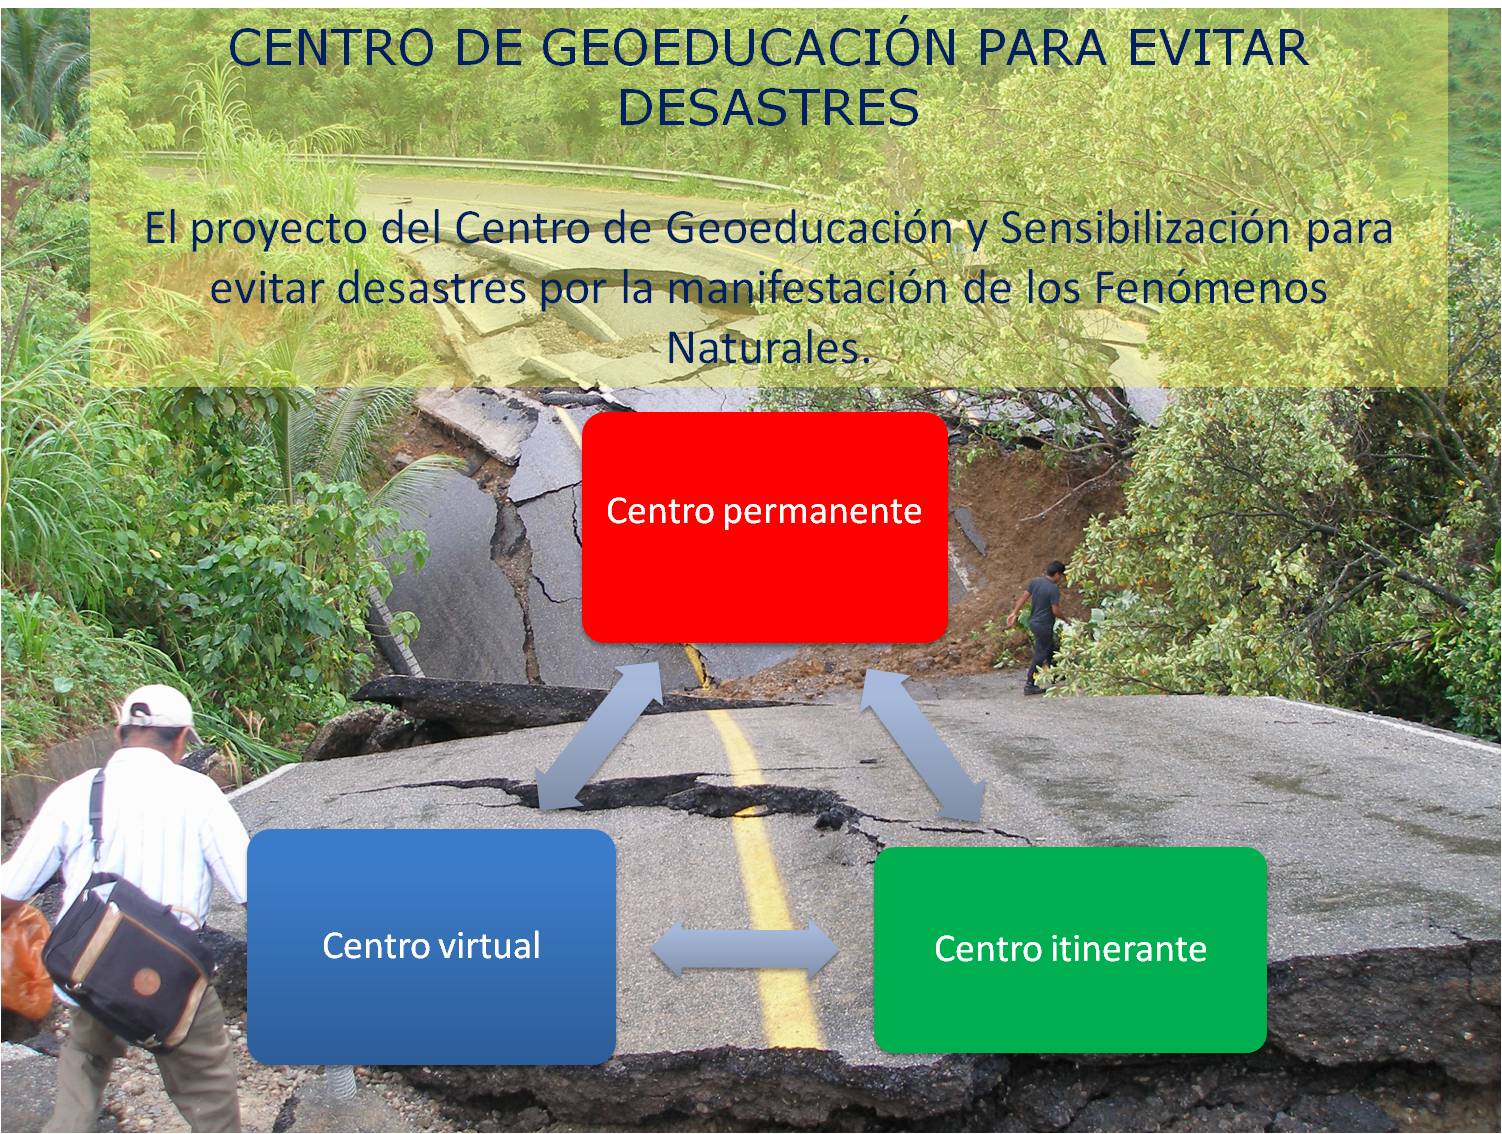 CENTRO DE GEOEDUCACIÓN PARA EVITAR
DESASTRES
El proyecto del Centro de Geoeducación y Sensibilización para
evitar desastres por la manifestación de los Fenómenos
Naturales.
Centro permanente
Centro virtual
Centro itinerante